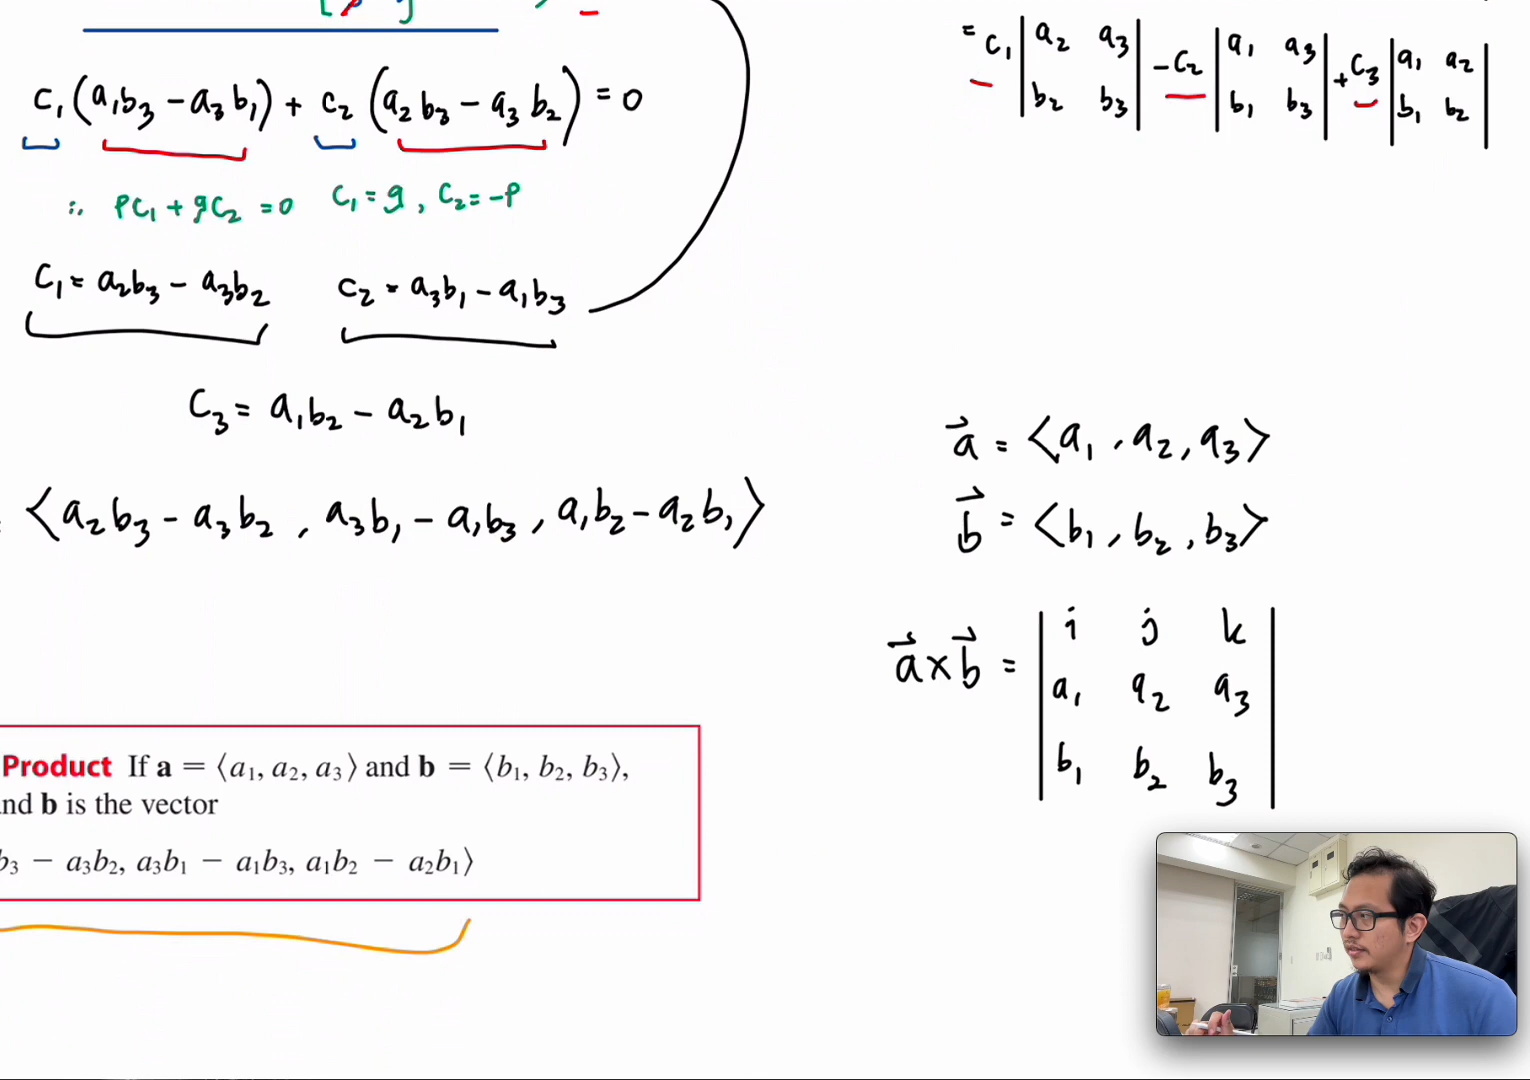 c₁(a₁b₃ - a₃b₁) + c₂(a₂b₃ - a₃b₂) = 0
∴ pc₁ + qc₂ = 0 c₁ = q, c₂ = -p
c₁ = a₂b₃ - a₃b₂ c₂ = a₃b₁ - a₁b₃
c₃ = a₁b₂ - a₂b₁
⟨a₂b₃ - a₃b₂, a₃b₁ - a₁b₃, a₁b₂ - a₂b₁⟩
Product If a = ⟨a₁, a₂, a₃⟩ and b = ⟨b₁, b₂, b₃⟩,
nd b is the vector
b₃ − a₃b₂, a₃b₁ − a₁b₃, a₁b₂ − a₂b₁⟩
= c₁ |a₂ a₃| - c₂ |a₁ a₃| + c₃ |a₁ a₂|
|b₂ b₃| |b₁ b₃| |b₁ b₂|
a⃗ = ⟨a₁, a₂, a₃⟩
b⃗ = ⟨b₁, b₂, b₃⟩
|i j k|
a⃗ × b⃗ = |a₁ a₂ a₃|
|b₁ b₂ b₃|